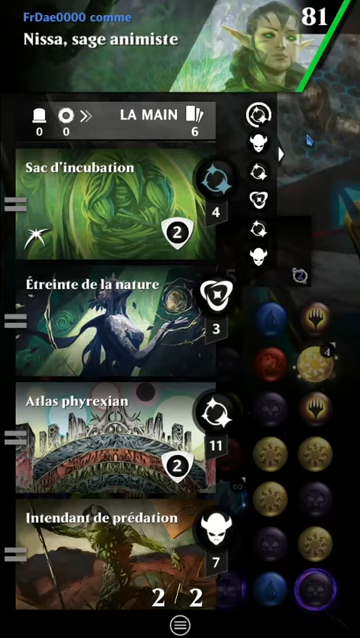 FrDae0000 comme
81
Nissa, sage animiste
LA MAIN
0 0 6
Sac d'incubation
4
2
Étreinte de la nature
3
4
Atlas phyrexian
11
2
Intendant de prédation
7
2 / 2